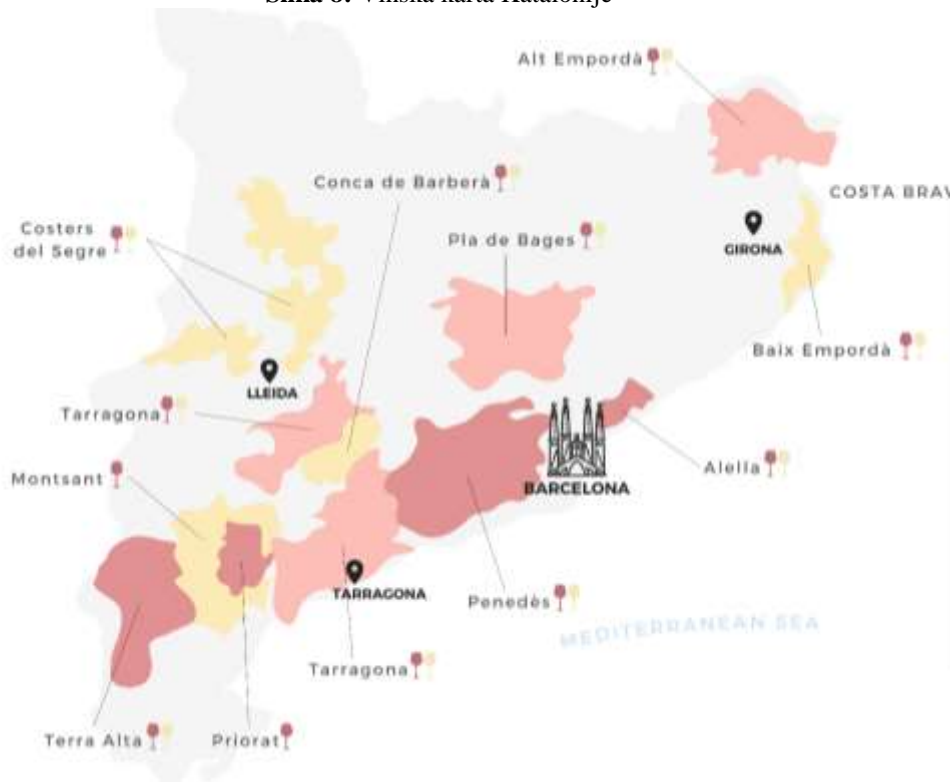 Alt Empordà
Conca de Barberà
COSTA BRAV
Costers
del Segre
Pla de Bages
GIRONA
Baix Empordà
LLEIDA
Tarragona
Alella
Montsant
BARCELONA
TARRAGONA
Penedès
MEDITERRANEAN SEA
Tarragona
Terra Alta
Priorat